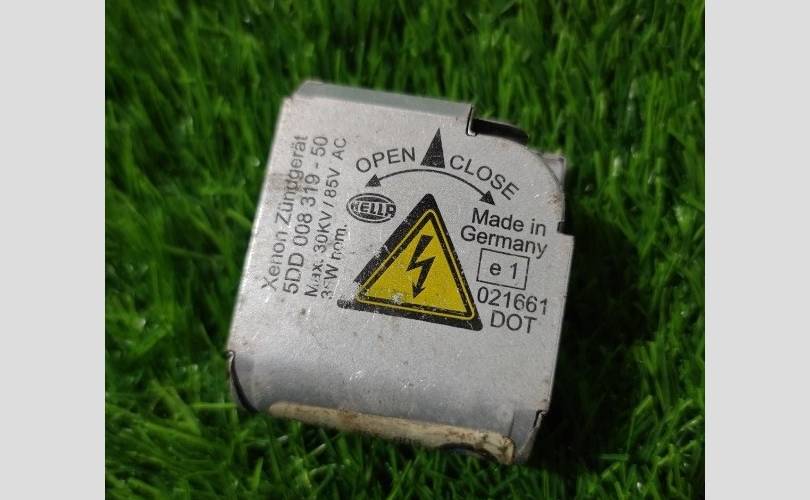 Xenon Zündgerät
5DD 008 319 - 50
Max. 30KV / 85V AC
nom.
OPEN CLOSE
HELLA
Made in
Germany
e 1
021661
DOT